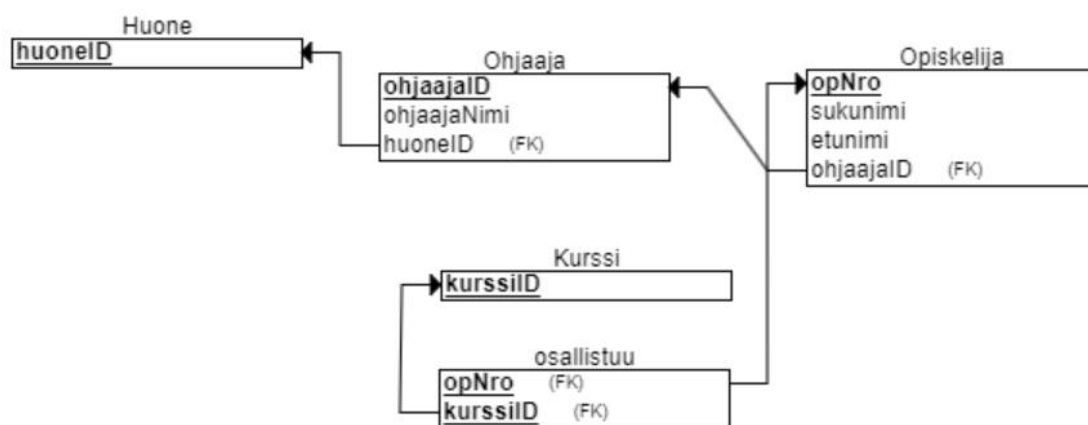 Huone
huoneID
Ohjaaja
ohjaajaID
ohjaajaNimi
huoneID (FK)
Opiskelija
opNro
sukunimi
etunimi
ohjaajaID (FK)
Kurssi
kurssiID
osallistuu
opNro (FK)
kurssiID (FK)